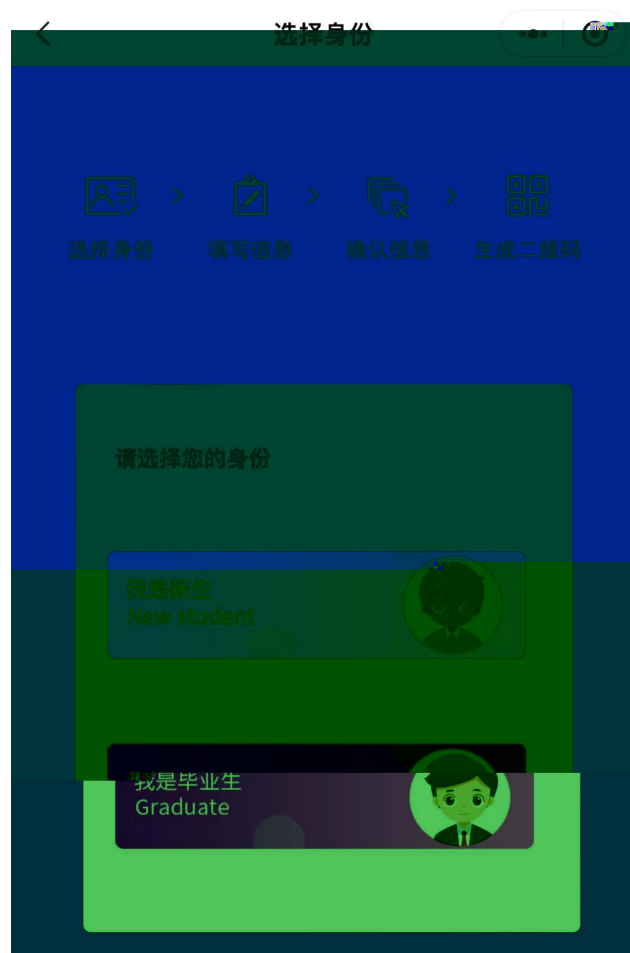 选择身份
选择身份
填写信息
确认信息
生成二维码
请选择您的身份
我是新生
New student
我是毕业生
Graduate